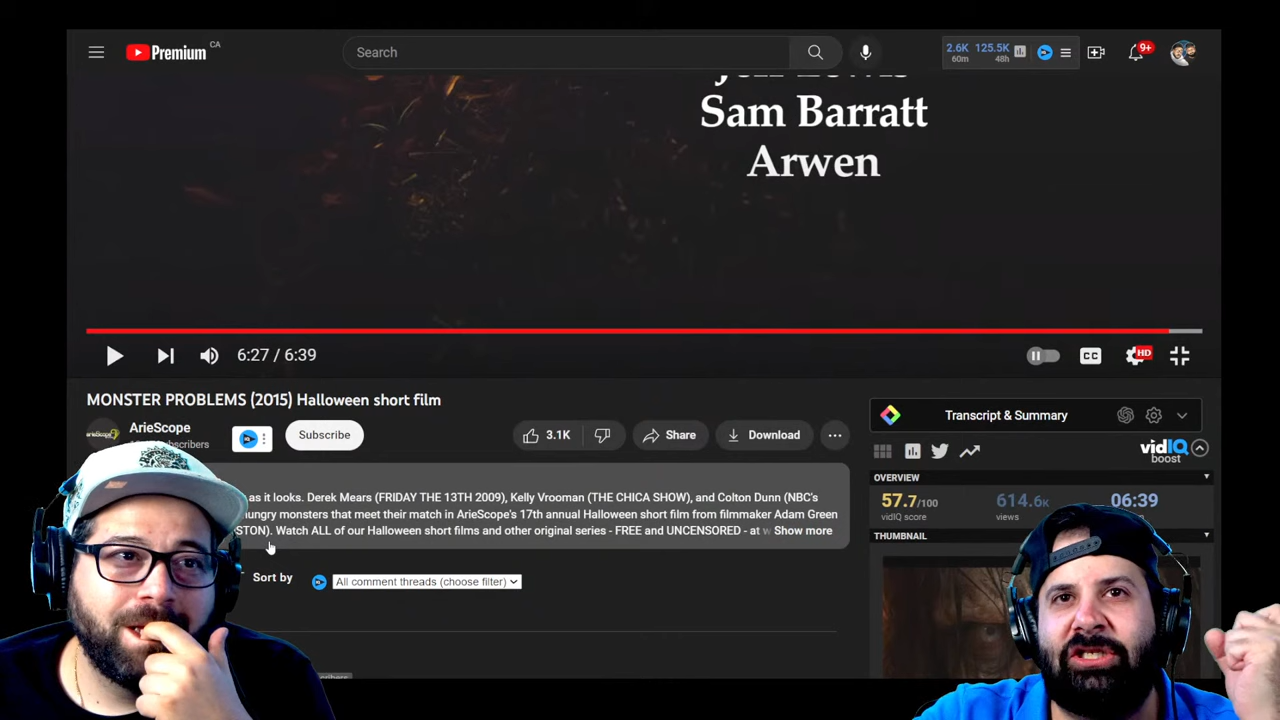 Premium CA
Search
2.6K 125.5K
60m 48h
9+
Sam Barratt
Arwen
6:27 / 6:39
CC
HD
MONSTER PROBLEMS (2015) Halloween short film
ArieScope
Subscribe
3.1K
Share
Download
Transcript & Summary
vidIQ
boost
as it looks. Derek Mears (FRIDAY THE 13TH 2009), Kelly Vrooman (THE CHICA SHOW), and Colton Dunn (NBC's
hungry monsters that meet their match in ArieScope's 17th annual Halloween short film from filmmaker Adam Green
STON). Watch ALL of our Halloween short films and other original series - FREE and UNCENSORED - at w Show more
OVERVIEW
57.7/100 614.6K 06:39
vidIQ score views duration
THUMBNAIL
Sort by
All comment threads (choose filter)